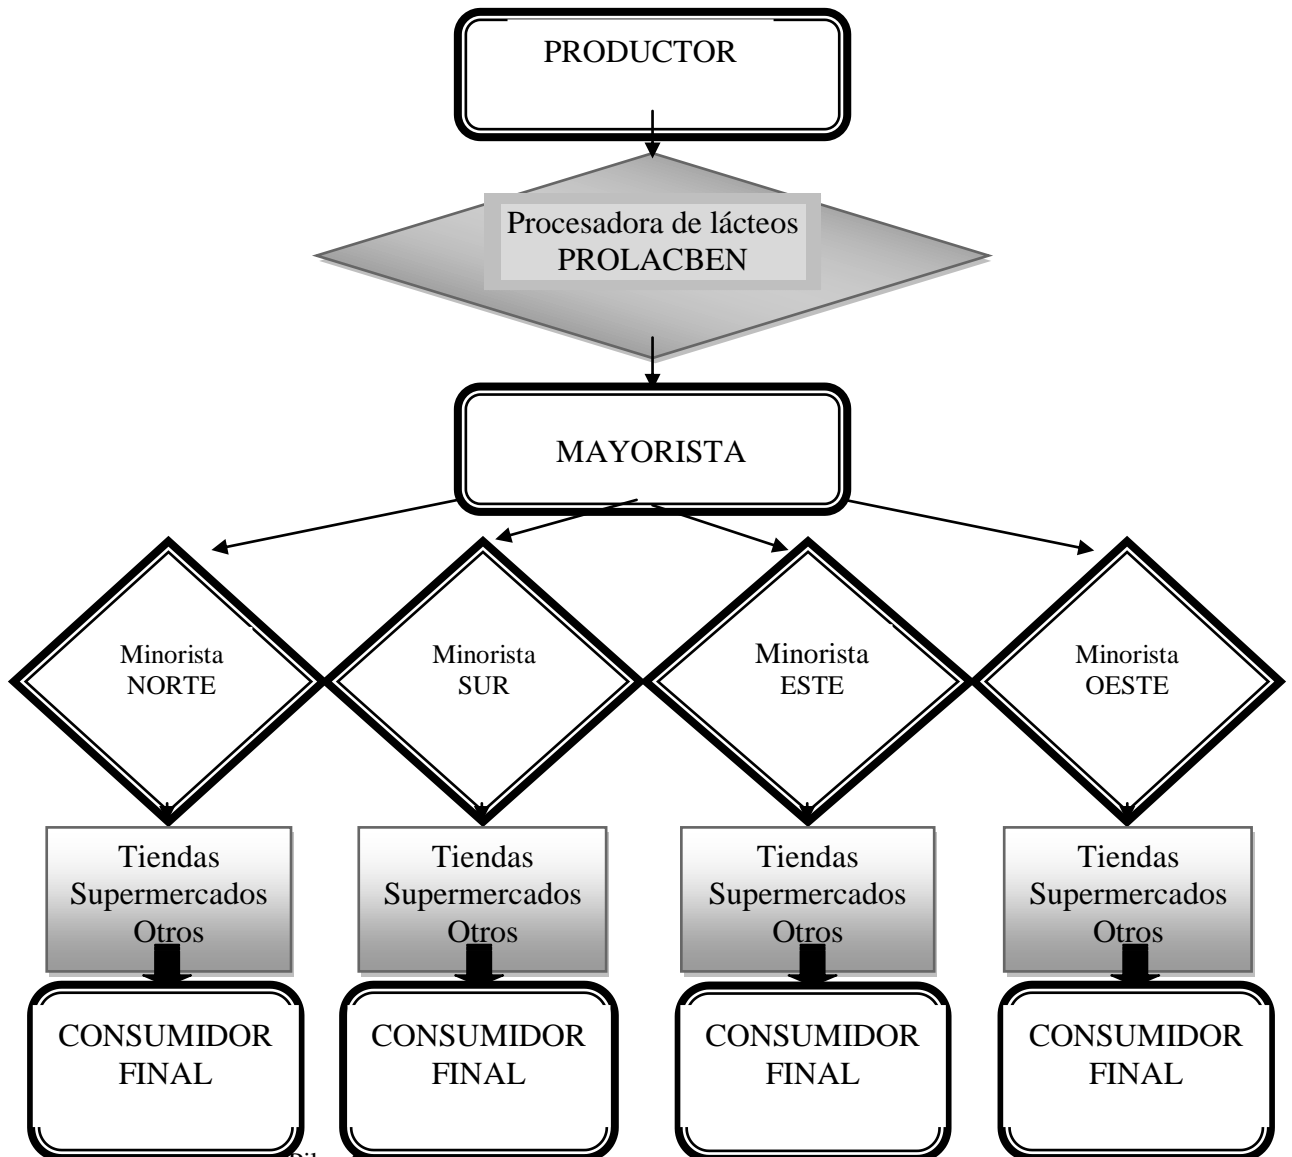 PRODUCTOR
Procesadora de lácteos
PROLACBEN
MAYORISTA
Minorista
NORTE
Minorista
SUR
Minorista
ESTE
Minorista
OESTE
Tiendas
Supermercados
Otros
Tiendas
Supermercados
Otros
Tiendas
Supermercados
Otros
Tiendas
Supermercados
Otros
CONSUMIDOR
FINAL
CONSUMIDOR
FINAL
CONSUMIDOR
FINAL
CONSUMIDOR
FINAL